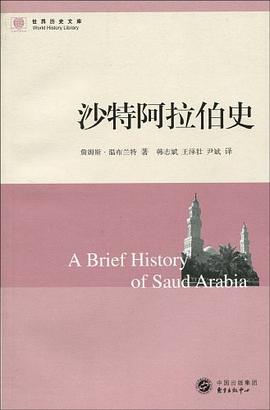 世界历史文库
World History Library
沙特阿拉伯史
詹姆斯·温布兰特 著 韩志斌 王泽壮 尹斌 译
A Brief History
of Saudi Arabia
中国出版集团
东方出版中心